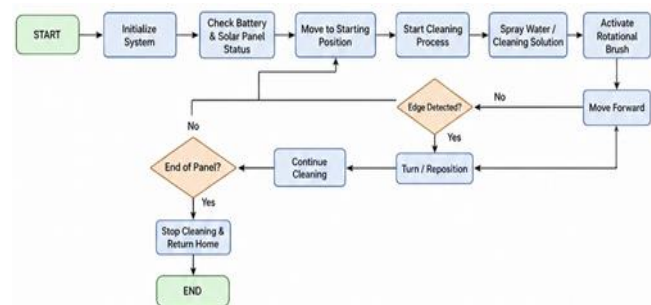 START
Initialize
System
Check Battery
& Solar Panel
Status
Move to Starting
Position
Start Cleaning
Process
Spray Water /
Cleaning Solution
Activate
Rotational
Brush
Edge Detected?
No
Move Forward
No
Yes
End of Panel?
Continue
Cleaning
Turn / Reposition
Yes
Stop Cleaning &
Return Home
END